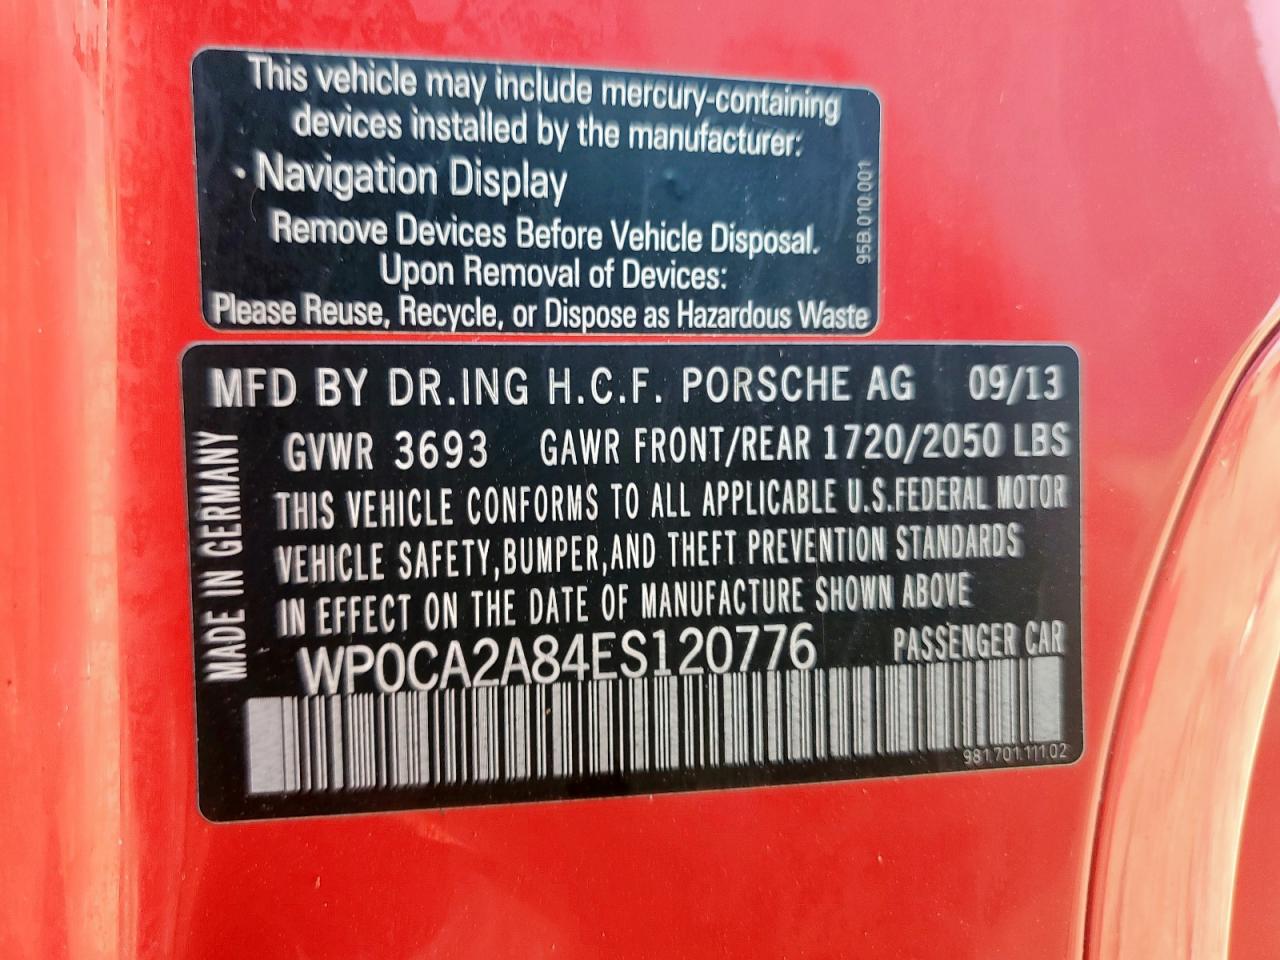 This vehicle may include mercury-containing
devices installed by the manufacturer:
· Navigation Display
Remove Devices Before Vehicle Disposal.
Upon Removal of Devices:
Please Reuse, Recycle, or Dispose as Hazardous Waste
95B.010.001
MFD BY DR.ING H.C.F. PORSCHE AG 09/13
GVWR 3693 GAWR FRONT/REAR 1720/2050 LBS
THIS VEHICLE CONFORMS TO ALL APPLICABLE U.S.FEDERAL MOTOR
VEHICLE SAFETY,BUMPER,AND THEFT PREVENTION STANDARDS
IN EFFECT ON THE DATE OF MANUFACTURE SHOWN ABOVE
WP0CA2A84ES120776 PASSENGER CAR
981.701.111.02
MADE IN GERMANY